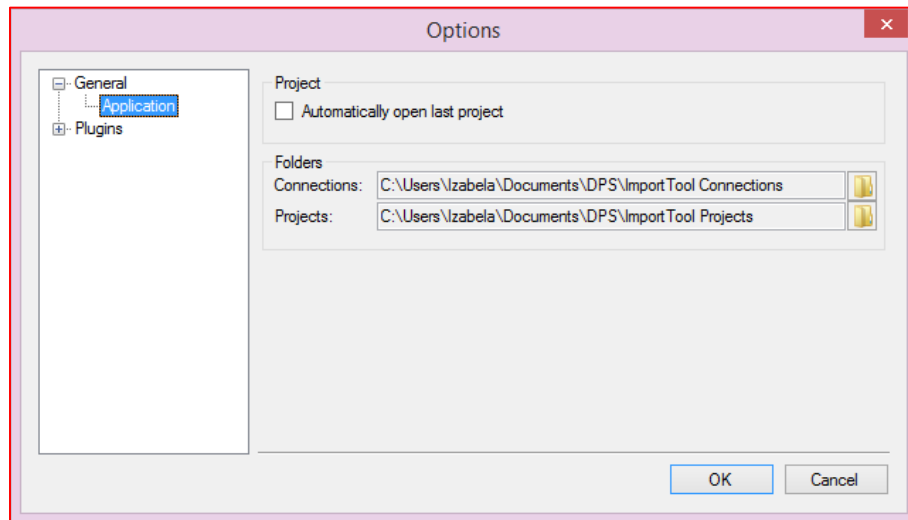 Options
General
Application
Plugins
Project
Automatically open last project
Folders
Connections: C:\Users\Izabela\Documents\DPS\ImportTool Connections
Projects: C:\Users\Izabela\Documents\DPS\ImportTool Projects
OK Cancel